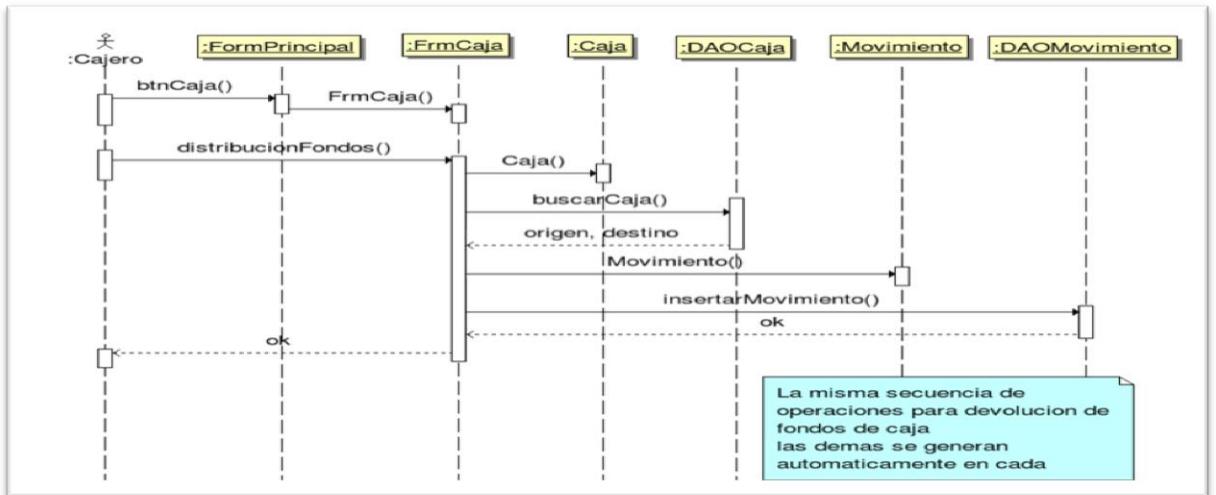 :Cajero
:FormPrincipal
:FrmCaja
:Caja
:DAOCaja
:Movimiento
:DAOMovimiento
btnCaja()
FrmCaja()
distribucionFondos()
Caja()
buscarCaja()
origen, destino
Movimiento()
insertarMovimiento()
ok
ok
La misma secuencia de
operaciones para devolucion de
fondos de caja
las demas se generan
automaticamente en cada